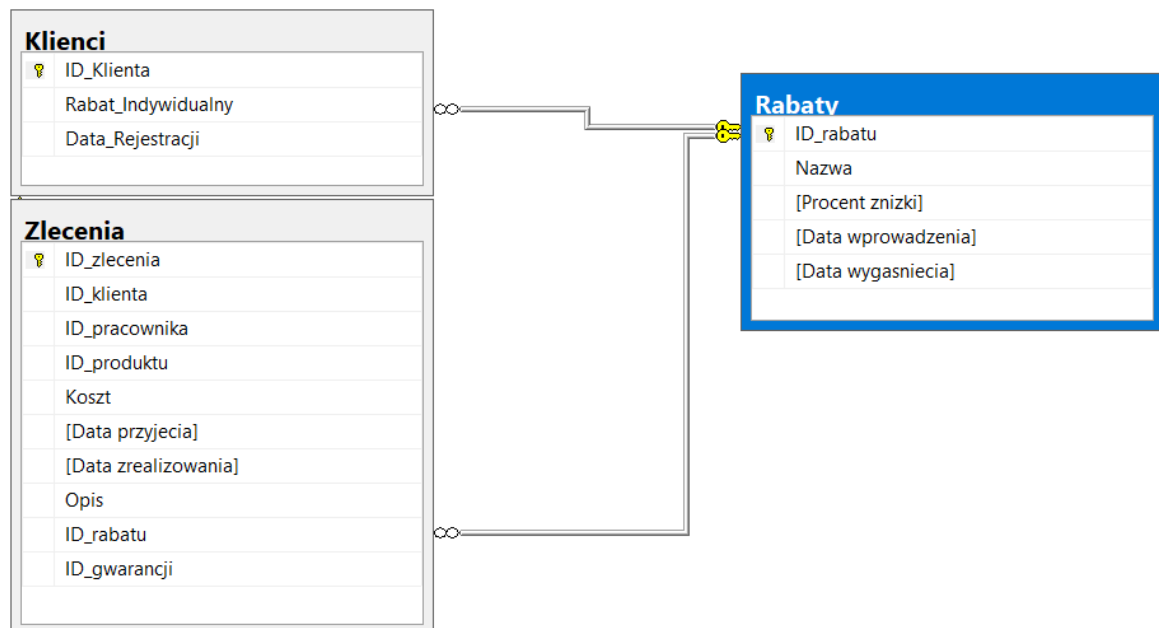 Klienci
ID_Klienta
Rabat_Indywidualny
Data_Rejestracji
Zlecenia
ID_zlecenia
ID_klienta
ID_pracownika
ID_produktu
Koszt
[Data przyjecia]
[Data zrealizowania]
Opis
ID_rabatu
ID_gwarancji
Rabaty
ID_rabatu
Nazwa
[Procent znizki]
[Data wprowadzenia]
[Data wygasniecia]